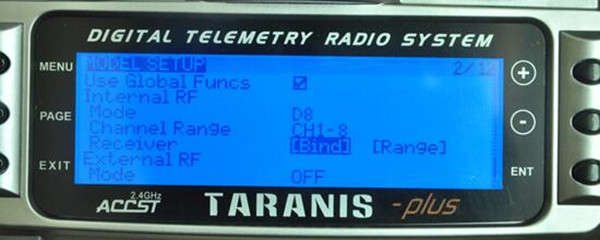 DIGITAL TELEMETRY RADIO SYSTEM
MENU
PAGE
EXIT
MODEL SETUP 2/12
Use Global Funcs
Internal RF
Mode D8
Channel Range CH1-8
Receiver [Bind] [Range]
External RF
Mode OFF
+
-
ENT
2.4GHz
ACCST
TARANIS -plus